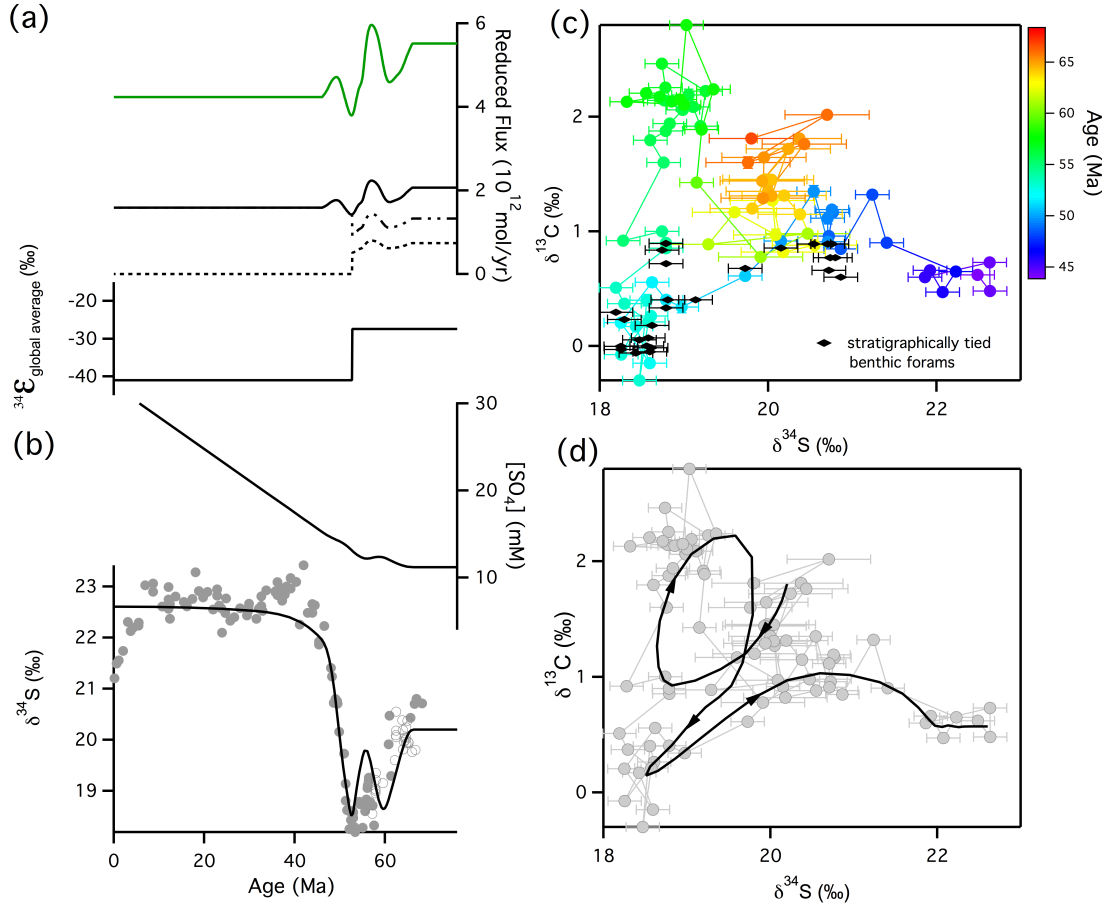 (a)
6
4
2
0
Reduced Flux (10¹² mol/yr)
-20
-30
-40
³⁴ε global average (‰)
(b)
30
20
10
[SO₄] (mM)
23
22
21
20
19
δ³⁴S (‰)
0 20 40 60
Age (Ma)
(c)
2
1
0
δ¹³C (‰)
stratigraphically tied
benthic forams
18 20 22
δ³⁴S (‰)
65
60
55
50
45
Age (Ma)
(d)
2
1
0
δ¹³C (‰)
18 20 22
δ³⁴S (‰)